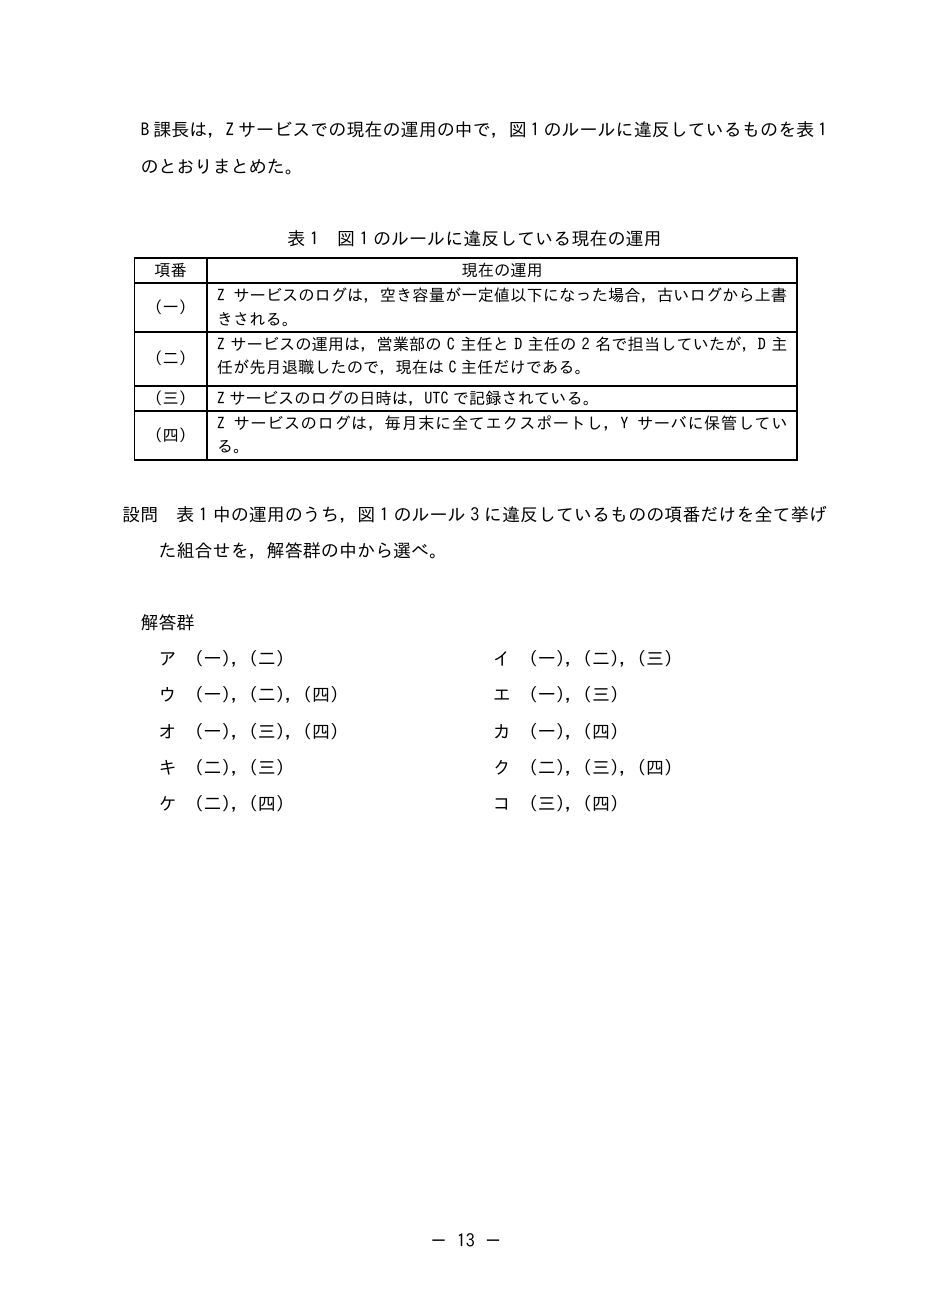 B課長は，Zサービスでの現在の運用の中で，図1のルールに違反しているものを表1
のとおりまとめた。
表1　図1のルールに違反している現在の運用
項番　現在の運用
（一）　Z サービスのログは，空き容量が一定値以下になった場合，古いログから上書
きされる。
（二）　Z サービスの運用は，営業部の C 主任と D 主任の 2 名で担当していたが，D 主
任が先月退職したので，現在は C 主任だけである。
（三）　Z サービスのログの日時は，UTC で記録されている。
（四）　Z サービスのログは，毎月末に全てエクスポートし，Y サーバに保管してい
る。
設問　表1中の運用のうち，図1のルール3に違反しているものの項番だけを全て挙げ
た組合せを，解答群の中から選べ。
解答群
ア　（一），（二）　イ　（一），（二），（三）
ウ　（一），（二），（四）　エ　（一），（三）
オ　（一），（三），（四）　カ　（一），（四）
キ　（二），（三）　ク　（二），（三），（四）
ケ　（二），（四）　コ　（三），（四）
－ 13 －